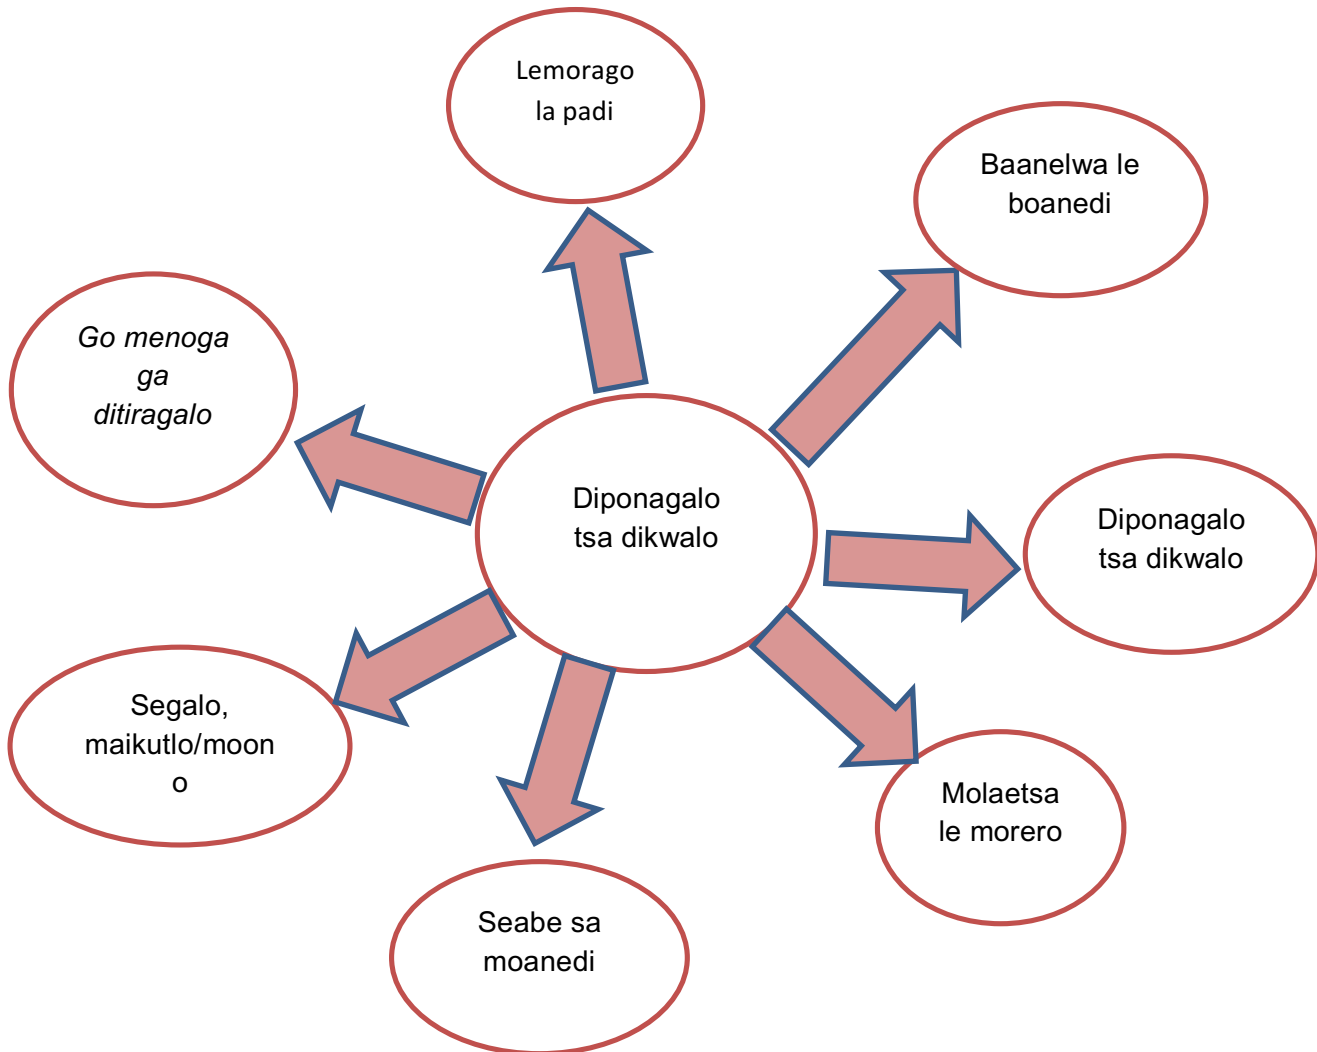 Lemorago
la padi
Baanelwa le
boanedi
Go menoga
ga
ditiragalo
Diponagalo
tsa dikwalo
Diponagalo
tsa dikwalo
Segalo,
maikutlo/moon
o
Molaetsa
le morero
Seabe sa
moanedi